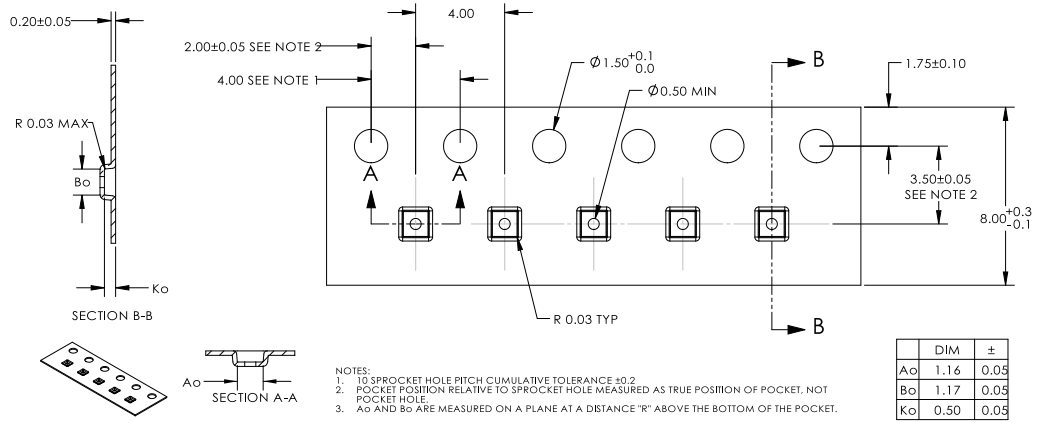 0.20±0.05
4.00
2.00±0.05 SEE NOTE 2
4.00 SEE NOTE 1
Ø1.50 +0.1 0.0
Ø0.50 MIN
B
1.75±0.10
R 0.03 MAX
Bo
A
A
3.50±0.05
SEE NOTE 2
8.00 +0.3 -0.1
Ko
SECTION B-B
R 0.03 TYP
B
Ao
SECTION A-A
NOTES:
1. 10 SPROCKET HOLE PITCH CUMULATIVE TOLERANCE ±0.2
2. POCKET POSITION RELATIVE TO SPROCKET HOLE MEASURED AS TRUE POSITION OF POCKET, NOT
POCKET HOLE.
3. Ao AND Bo ARE MEASURED ON A PLANE AT A DISTANCE "R" ABOVE THE BOTTOM OF THE POCKET.
DIM ±
Ao 1.16 0.05
Bo 1.17 0.05
Ko 0.50 0.05